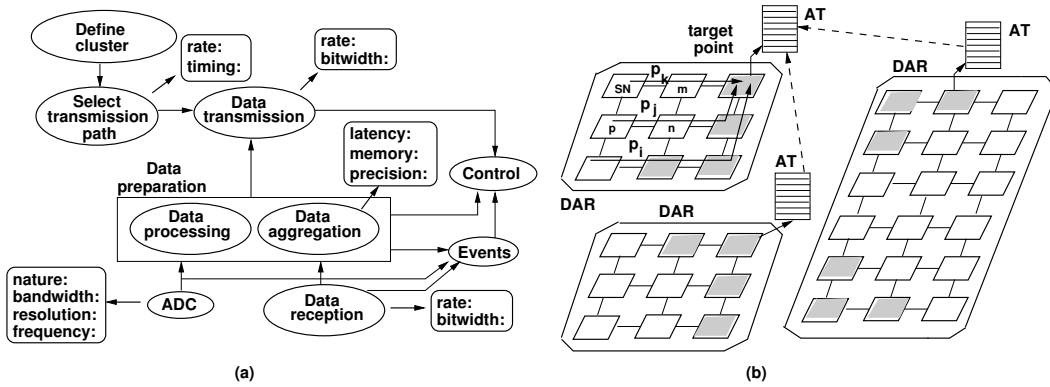 Define
cluster
rate:
timing:
rate:
bitwidth:
Select
transmission
path
Data
transmission
latency:
memory:
precision:
Control
Data
preparation
Data
processing
Data
aggregation
Events
nature:
bandwidth:
resolution:
frequency:
ADC
Data
reception
rate:
bitwidth:
(a)
AT
target
point
AT
DAR
p k
SN
m
p j
p
n
p i
AT
DAR
DAR
(b)